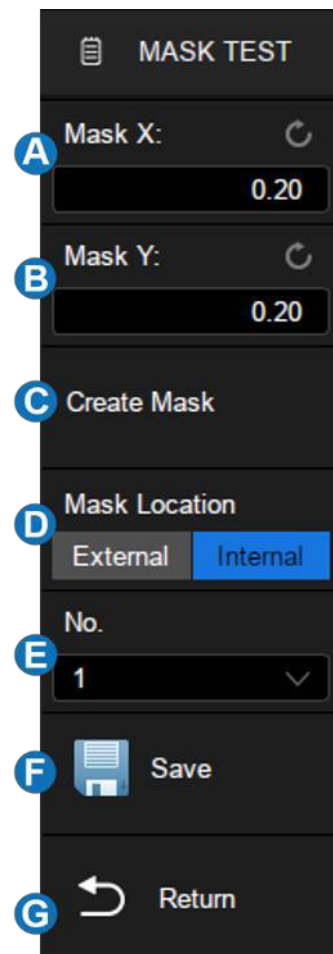 MASK TEST
A
Mask X:
0.20
B
Mask Y:
0.20
C
Create Mask
D
Mask Location
External Internal
E
No.
1
F
Save
G
Return